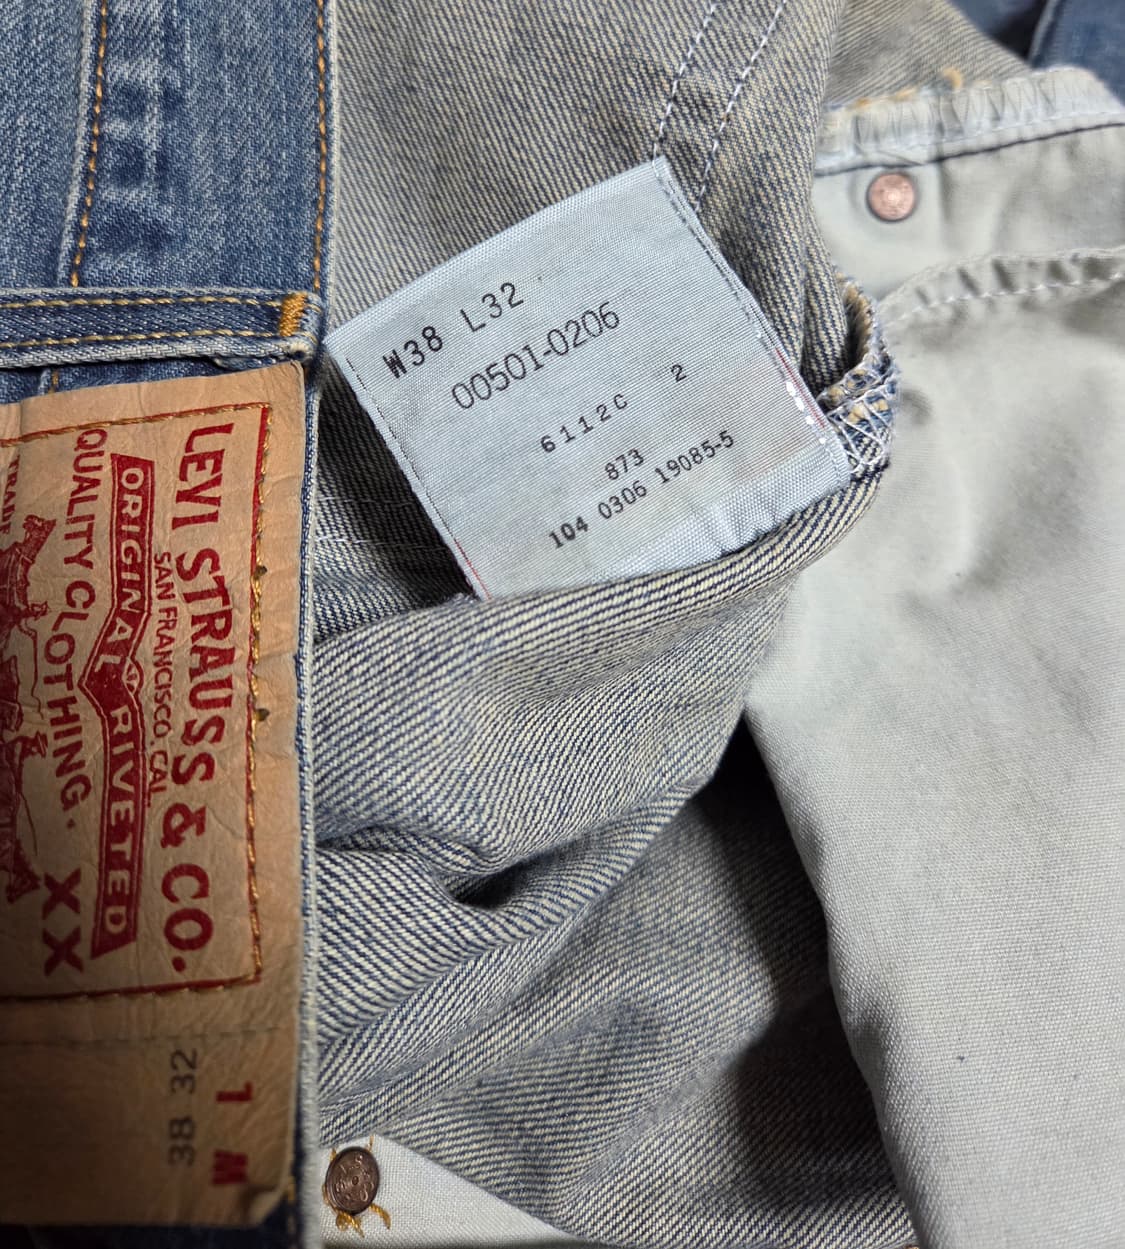 W38 L32
00501-0206
6112C 2
873
104 0306 19085-5
LEVI STRAUSS & CO.
SAN FRANCISCO, CAL.
ORIGINAL RIVETED
QUALITY CLOTHING. XX
TRADE
W L
38 32